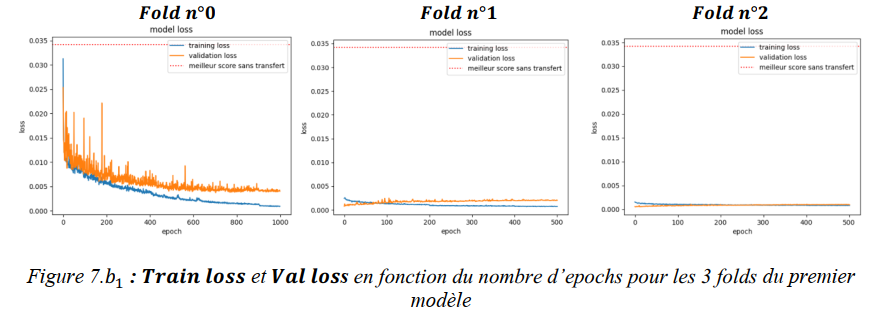 Fold n°0
model loss
0.035
0.030
0.025
0.020
0.015
0.010
0.005
0.000
loss
training loss
validation loss
meilleur score sans transfert
0
200
400
600
800
1000
epoch
Fold n°1
model loss
0.035
0.030
0.025
0.020
0.015
0.010
0.005
0.000
loss
training loss
validation loss
meilleur score sans transfert
0
100
200
300
400
500
epoch
Fold n°2
model loss
0.035
0.030
0.025
0.020
0.015
0.010
0.005
0.000
loss
training loss
validation loss
meilleur score sans transfert
0
100
200
300
400
500
epoch
Figure 7.b₁ : Train loss et Val loss en fonction du nombre d’epochs pour les 3 folds du premier
modèle